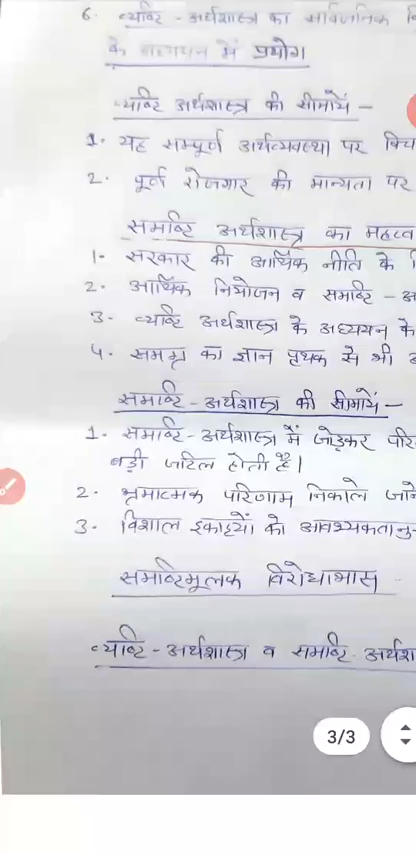 6. व्यष्टि - अर्थशास्त्र का सार्वजनिक
के अध्ययन में प्रयोग
व्यष्टि अर्थशास्त्र की सीमायें -
1. यह सम्पूर्ण अर्थव्यवस्था पर विच
2. पूर्ण रोजगार की मान्यता पर
समष्टि अर्थशास्त्र का महत्व
1- सरकार की आर्थिक नीति के
2. आर्थिक नियोजन व समष्टि - अ
3. व्यष्टि अर्थशास्त्र के अध्ययन के
4. समग्र का ज्ञान पृथक से भी
समष्टि - अर्थशास्त्र की सीमायें -
1. समष्टि - अर्थशास्त्र में जोड़कर परि
बड़ी जटिल होती है।
2. भ्रमात्मक परिणाम निकाले जाने
3. विशाल इकाइयों को आवश्यकतानु-
समष्टिमूलक विरोधाभास -
व्यष्टि - अर्थशास्त्र व समष्टि - अर्थशा
3/3